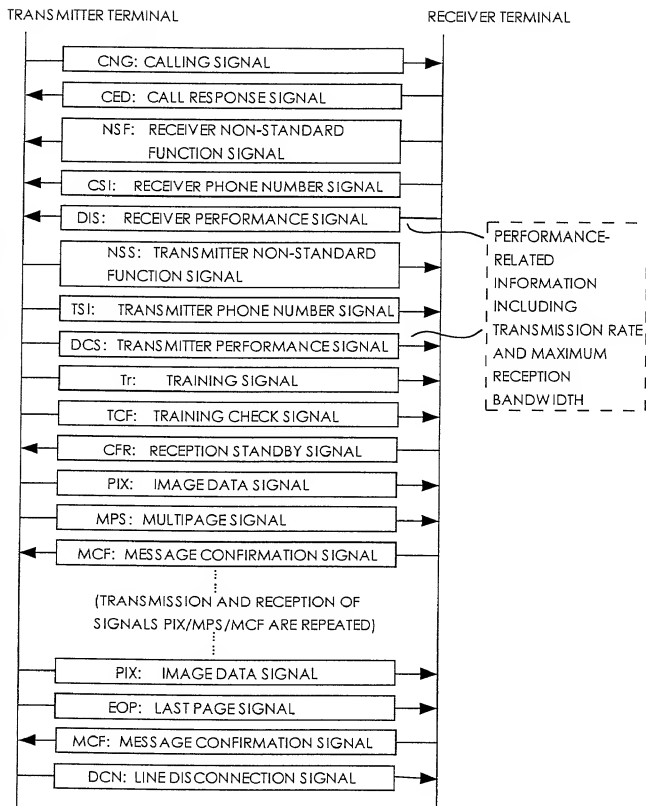 TRANSMITTER TERMINAL
RECEIVER TERMINAL
CNG: CALLING SIGNAL
CED: CALL RESPONSE SIGNAL
NSF: RECEIVER NON-STANDARD
FUNCTION SIGNAL
CSI: RECEIVER PHONE NUMBER SIGNAL
DIS: RECEIVER PERFORMANCE SIGNAL
NSS: TRANSMITTER NON-STANDARD
FUNCTION SIGNAL
TSI: TRANSMITTER PHONE NUMBER SIGNAL
DCS: TRANSMITTER PERFORMANCE SIGNAL
Tr: TRAINING SIGNAL
TCF: TRAINING CHECK SIGNAL
CFR: RECEPTION STANDBY SIGNAL
PIX: IMAGE DATA SIGNAL
MPS: MULTIPAGE SIGNAL
MCF: MESSAGE CONFIRMATION SIGNAL
(TRANSMISSION AND RECEPTION OF
SIGNALS PIX/MPS/MCF ARE REPEATED)
PIX: IMAGE DATA SIGNAL
EOP: LAST PAGE SIGNAL
MCF: MESSAGE CONFIRMATION SIGNAL
DCN: LINE DISCONNECTION SIGNAL
PERFORMANCE-
RELATED
INFORMATION
INCLUDING
TRANSMISSION RATE
AND MAXIMUM
RECEPTION
BANDWIDTH